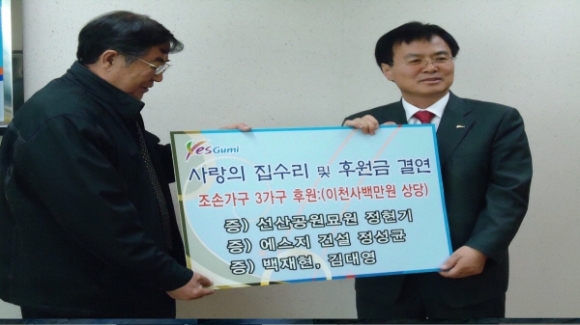 YesGumi
사랑의 집수리 및 후원금 결연
조손가구 3가구 후원:(이천사백만원 상당)
증) 선산공원묘원 정현기
증) 에스지 건설 정성균
증) 백재현, 김대영